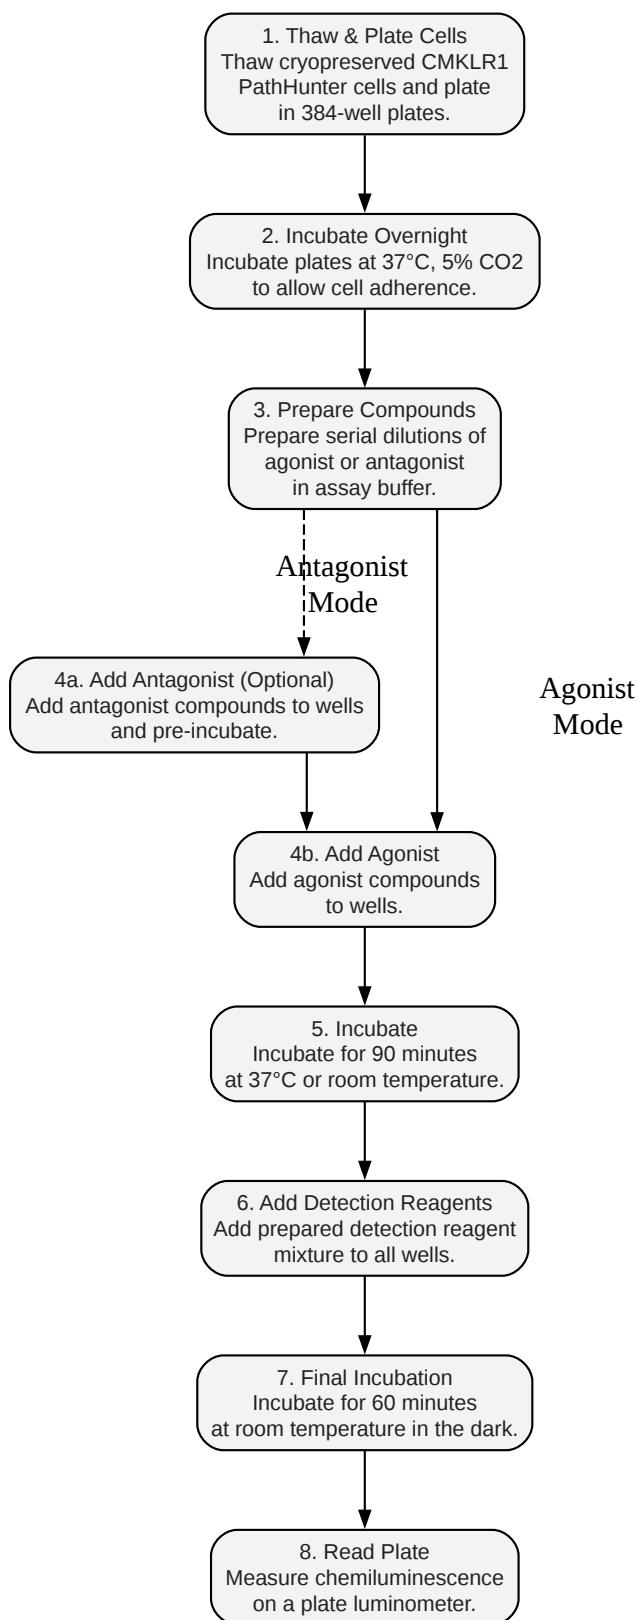 1. Thaw & Plate Cells
Thaw cryopreserved CMKLR1
PathHunter cells and plate
in 384-well plates.
2. Incubate Overnight
Incubate plates at 37°C, 5% CO2
to allow cell adherence.
3. Prepare Compounds
Prepare serial dilutions of
agonist or antagonist
in assay buffer.
Antagonist
Mode
4a. Add Antagonist (Optional)
Add antagonist compounds to wells
and pre-incubate.
Agonist
Mode
4b. Add Agonist
Add agonist compounds
to wells.
5. Incubate
Incubate for 90 minutes
at 37°C or room temperature.
6. Add Detection Reagents
Add prepared detection reagent
mixture to all wells.
7. Final Incubation
Incubate for 60 minutes
at room temperature in the dark.
8. Read Plate
Measure chemiluminescence
on a plate luminometer.